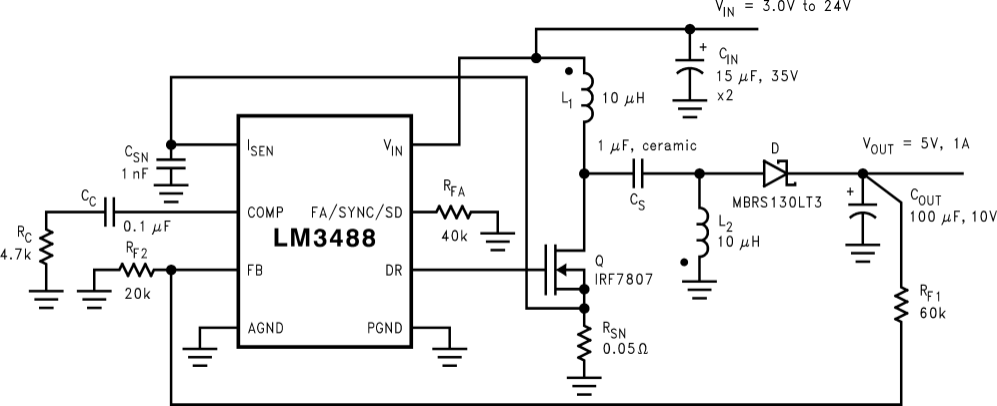 V_IN = 3.0V to 24V
+
C_IN
15 μF, 35V
x2
L_1
10 μH
I_SEN
V_IN
C_SN
1 nF
1 μF, ceramic
D
V_OUT = 5V, 1A
C_S
MBRS130LT3
+
C_OUT
100 μF, 10V
C_C
0.1 μF
COMP
FA/SYNC/SD
R_FA
40k
L_2
10 μH
R_C
4.7k
LM3488
R_F2
20k
FB
DR
Q
IRF7807
R_F1
60k
AGND
PGND
R_SN
0.05Ω